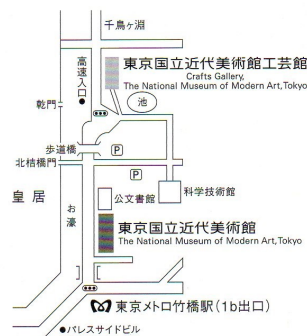 千鳥ヶ淵
高速入口
東京国立近代美術館工芸館
Crafts Gallery,
The National Museum of Modern Art,Tokyo
池
乾門
歩道橋
P
北桔橋門
P
皇居
お濠
公文書館
科学技術館
東京国立近代美術館
The National Museum of Modern Art,Tokyo
東京メトロ竹橋駅(1b出口)
パレスサイドビル